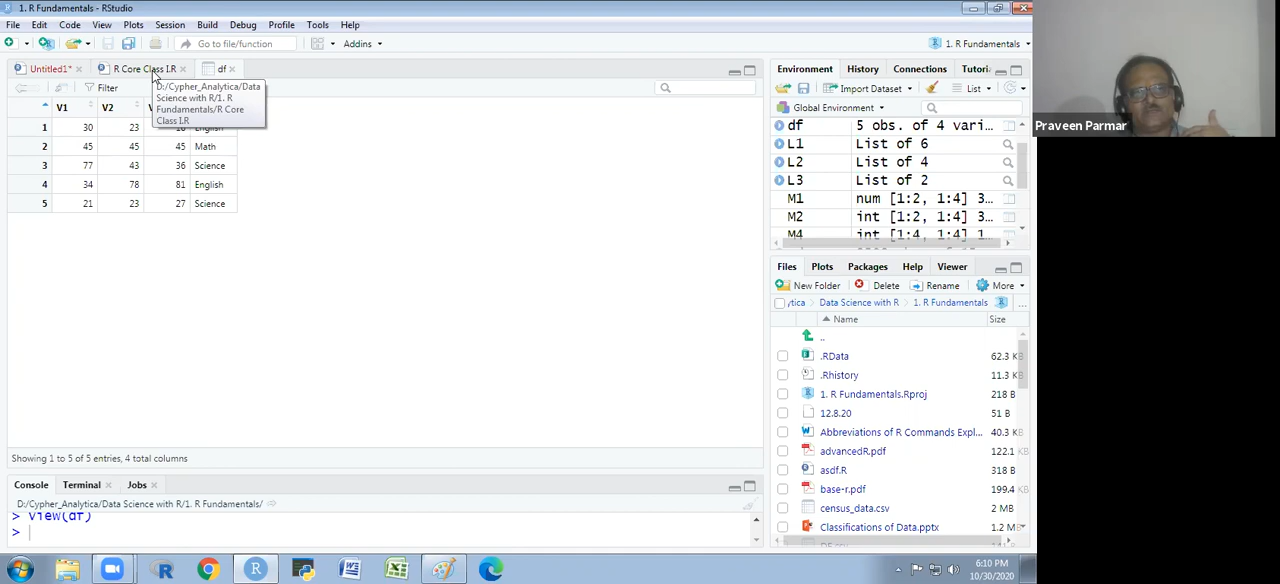 1. R Fundamentals - RStudio
File Edit Code View Plots Session Build Debug Profile Tools Help
Go to file/function Addins 1. R Fundamentals
Untitled1* R Core Class I.R df
Filter
D:/Cypher_Analytica/Data
Science with R/1. R
Fundamentals/R Core
Class I.R
V1 V2
1 30 23 English
2 45 45 45 Math
3 77 43 36 Science
4 34 78 81 English
5 21 23 27 Science
Showing 1 to 5 of 5 entries, 4 total columns
Console Terminal Jobs
D:/Cypher_Analytica/Data Science with R/1. R Fundamentals/
> View(df)
>
Environment History Connections Tutori
Import Dataset List
Global Environment
df 5 obs. of 4 vari...
L1 List of 6
L2 List of 4
L3 List of 2
M1 num [1:2, 1:4] 3...
M2 int [1:2, 1:4] 3...
M4 int [1:4, 1:4] 1...
Files Plots Packages Help Viewer
New Folder Delete Rename More
ytica Data Science with R 1. R Fundamentals ...
Name Size
..
.RData 62.3 KB
.Rhistory 11.3 KB
1. R Fundamentals.Rproj 218 B
12.8.20 51 B
Abbreviations of R Commands Expl... 40.3 KB
advancedR.pdf 122.1 KB
asdf.R 318 B
base-r.pdf 199.4 KB
census_data.csv 2 MB
Classifications of Data.pptx 1.2 MB
Praveen Parmar
6:10 PM
10/30/2020